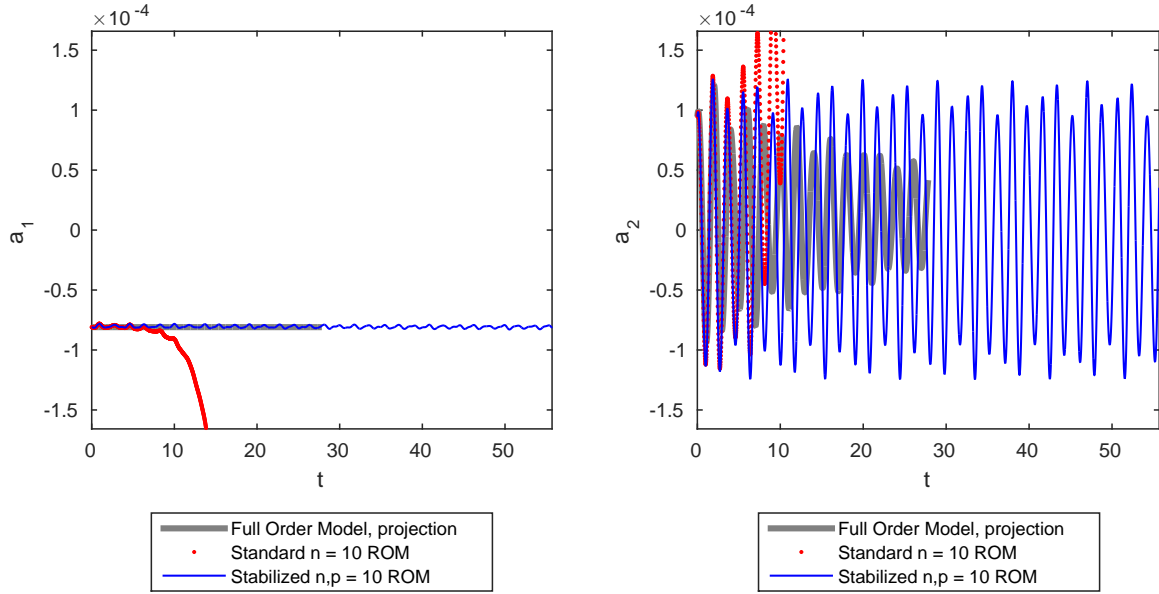 ×10⁻⁴
1.5
1
0.5
0
-0.5
-1
-1.5
a₁
0 10 20 30 40 50
t
Full Order Model, projection
Standard n = 10 ROM
Stabilized n,p = 10 ROM
×10⁻⁴
1.5
1
0.5
0
-0.5
-1
-1.5
a₂
0 10 20 30 40 50
t
Full Order Model, projection
Standard n = 10 ROM
Stabilized n,p = 10 ROM